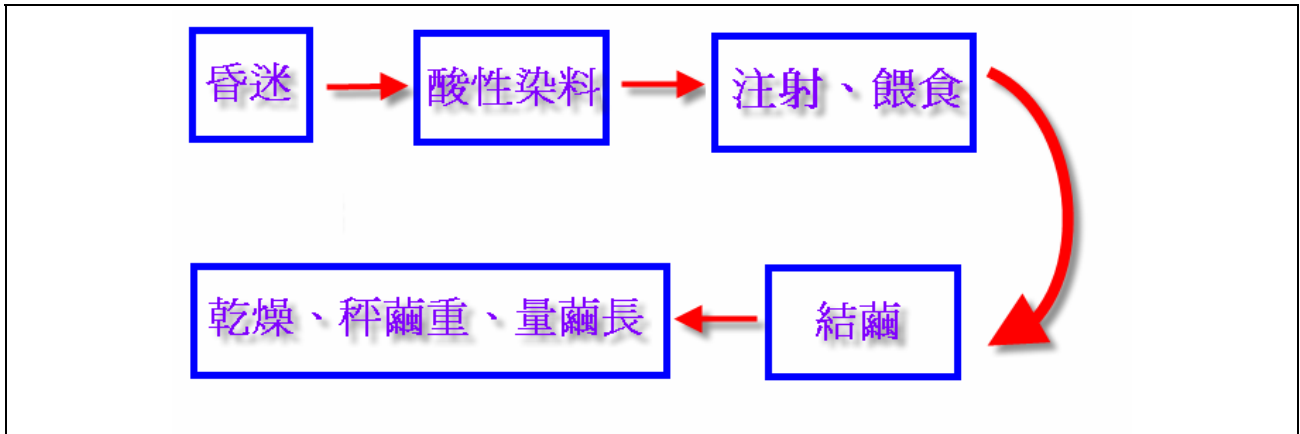 昏迷
酸性染料
注射、餵食
結繭
乾燥、秤繭重、量繭長